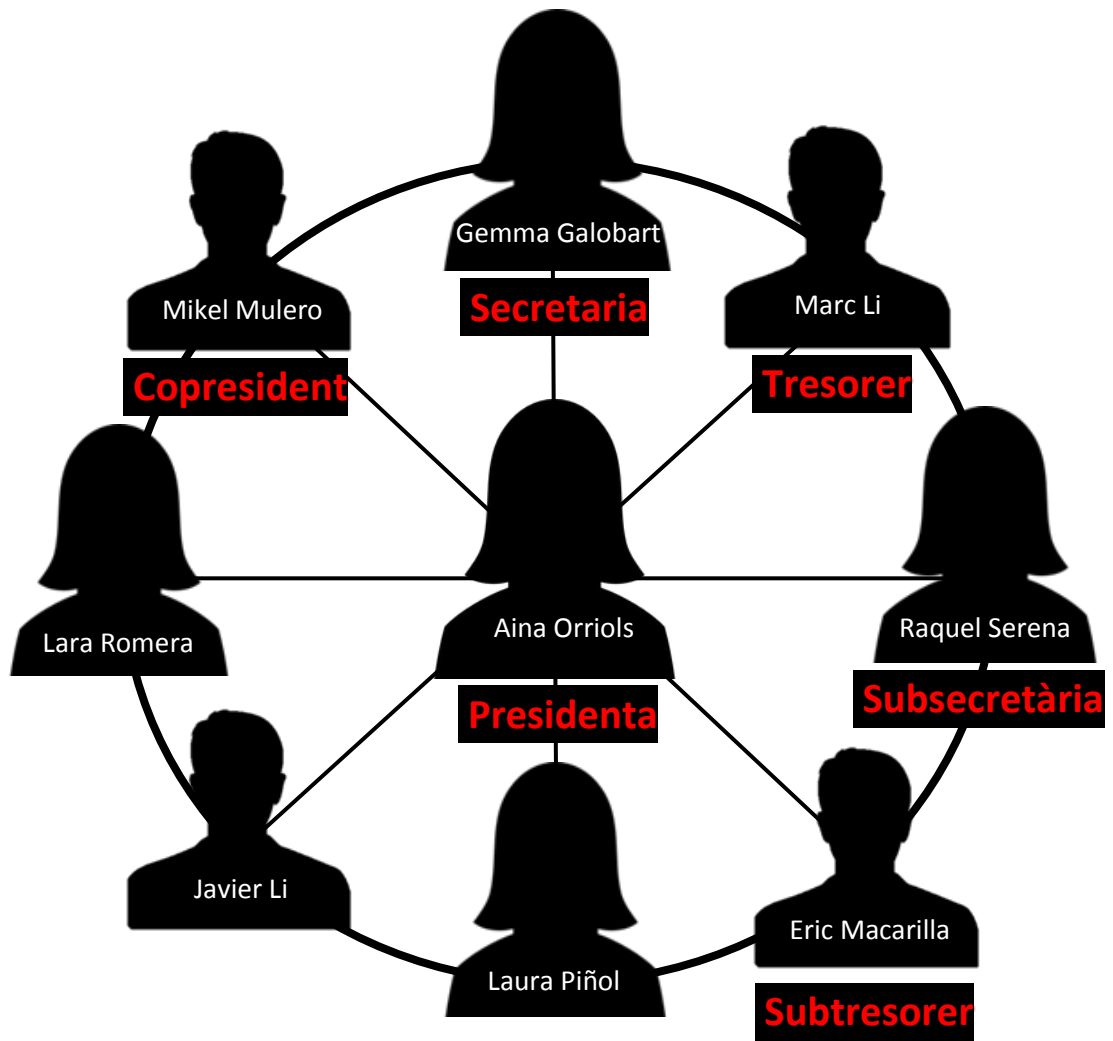 Gemma Galobart
Secretaria
Mikel Mulero
Copresident
Marc Li
Tresorer
Lara Romera
Aina Orriols
Presidenta
Raquel Serena
Subsecretària
Javier Li
Laura Piñol
Eric Macarilla
Subtresorer